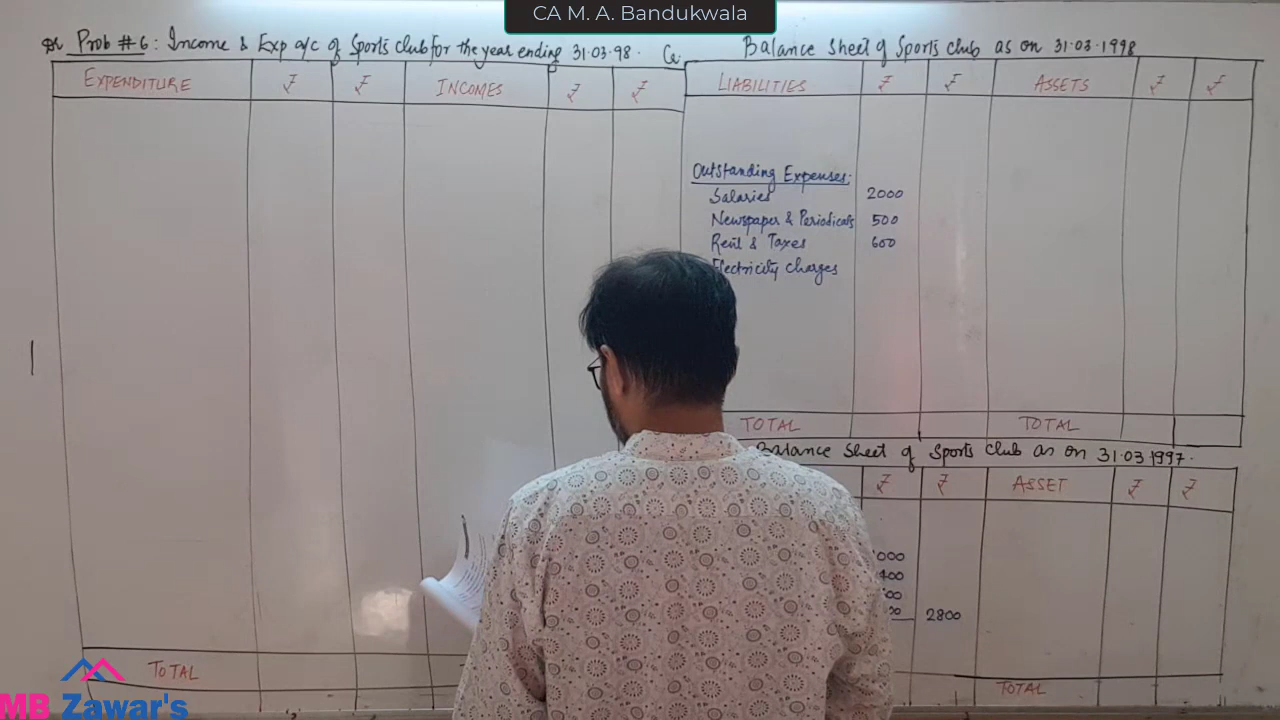 CA M. A. Bandukwala
Dr Prob #6: Income & Exp a/c of Sports club for the year ending 31.03.98. Cr.
EXPENDITURE ₹ ₹ INCOMES ₹ ₹
TOTAL
Balance Sheet of Sports club as on 31.03.1998
LIABILITIES ₹ ₹ ASSETS ₹ ₹
Outstanding Expenses:
Salaries 2000
Newspaper & Periodicals 500
Rent & Taxes 600
Electricity charges
TOTAL TOTAL
Balance Sheet of Sports club as on 31.03.1997.
₹ ₹ ASSET ₹ ₹
2800
TOTAL
MB Zawar's